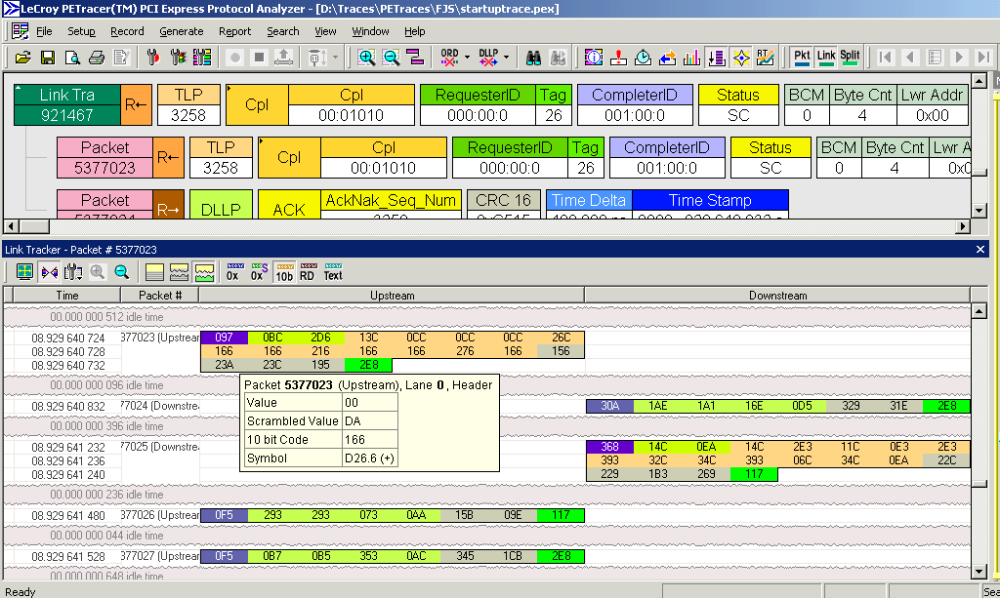 LeCroy PETracer(TM) PCI Express Protocol Analyzer - [D:\Traces\PETraces\FJS\startuptrace.pex]
File Setup Record Generate Report Search View Window Help
ORD DLLP RT Pkt Link Split
Link Tra R← TLP Cpl Cpl RequesterID Tag CompleterID Status BCM Byte Cnt Lwr Addr
921467 3258 00:01010 000:00:0 26 001:00:0 SC 0 4 0x00
Packet R← TLP Cpl Cpl RequesterID Tag CompleterID Status BCM Byte Cnt Lwr A
5377023 3258 00:01010 000:00:0 26 001:00:0 SC 0 4 0x0
Packet R→ DLLP ACK AckNak_Seq_Num CRC 16 Time Delta Time Stamp
Link Tracker - Packet # 5377023
0x 0x S 10b RD Text
Time Packet # Upstream Downstream
00.000 000 512 idle time
08.929 640 724 377023 (Upstrear 097 0BC 2D6 13C 0CC 0CC 0CC 26C
08.929 640 728 166 166 216 166 166 276 166 156
08.929 640 732 23A 23C 195 2E8
00.000 000 096 idle time
08.929 640 832 77024 (Downstre 30A 1AE 1A1 16E 0D5 329 31E 2E8
00.000 000 396 idle time
08.929 641 232 77025 (Downstre 368 14C 0EA 14C 2E3 11C 0E3 2E3
08.929 641 236 393 32C 34C 393 06C 34C 0EA 22C
08.929 641 240 229 1B3 269 117
00.000 000 236 idle time
08.929 641 480 377026 (Upstrear 0F5 293 293 073 0AA 15B 09E 117
00.000 000 044 idle time
08.929 641 528 377027 (Upstrear 0F5 0B7 0B5 353 0AC 345 1CB 2E8
00.000 000 648 idle time
Packet 5377023 (Upstream), Lane 0, Header
Value 00
Scrambled Value DA
10 bit Code 166
Symbol D26.6 (+)
Ready Sea